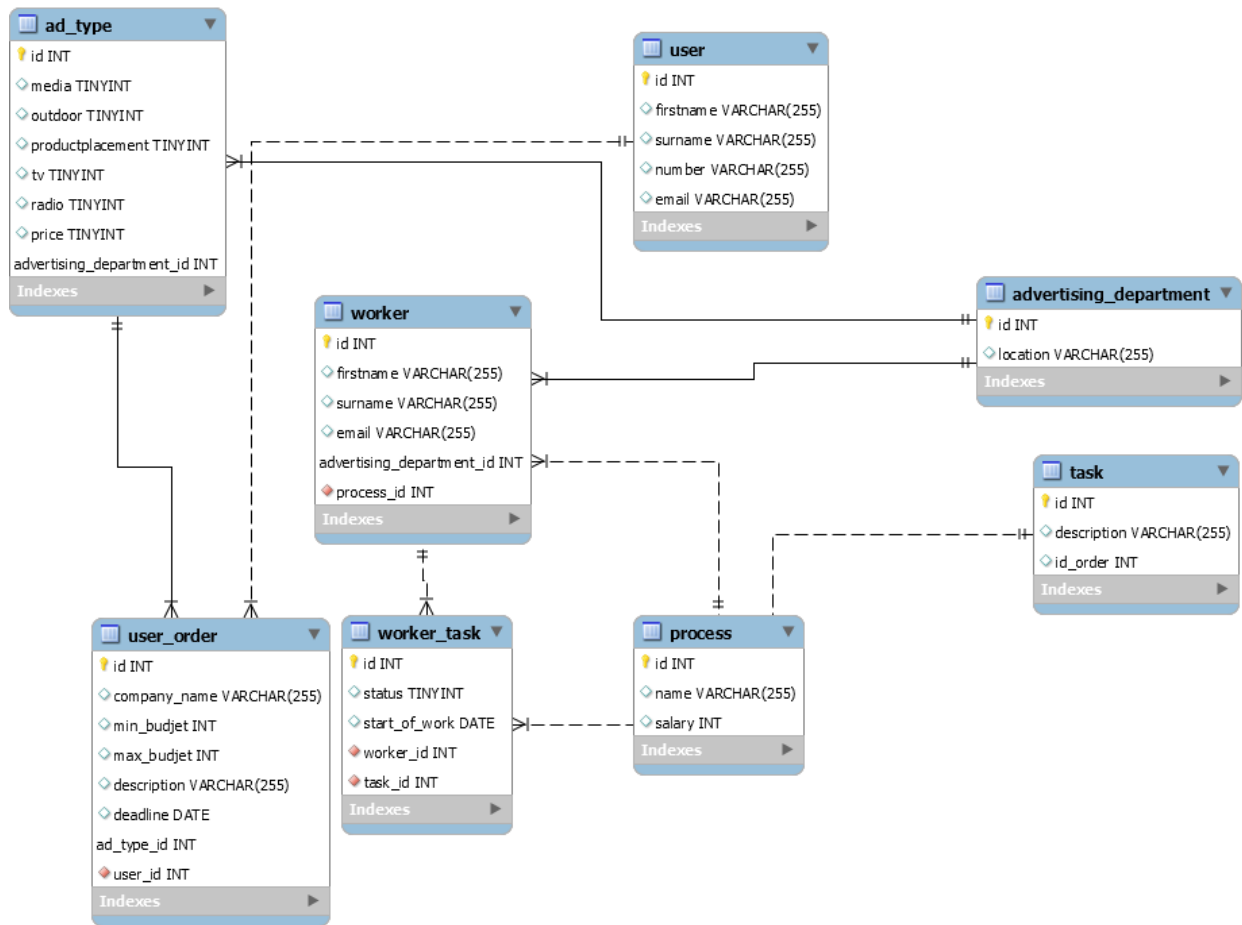 ad_type
id INT
media TINYINT
outdoor TINYINT
productplacement TINYINT
tv TINYINT
radio TINYINT
price TINYINT
advertising_department_id INT
Indexes
user
id INT
firstname VARCHAR(255)
surname VARCHAR(255)
number VARCHAR(255)
email VARCHAR(255)
Indexes
advertising_department
id INT
location VARCHAR(255)
Indexes
worker
id INT
firstname VARCHAR(255)
surname VARCHAR(255)
email VARCHAR(255)
advertising_department_id INT
process_id INT
Indexes
task
id INT
description VARCHAR(255)
id_order INT
Indexes
user_order
id INT
company_name VARCHAR(255)
min_budjet INT
max_budjet INT
description VARCHAR(255)
deadline DATE
ad_type_id INT
user_id INT
Indexes
worker_task
id INT
status TINYINT
start_of_work DATE
worker_id INT
task_id INT
Indexes
process
id INT
name VARCHAR(255)
salary INT
Indexes